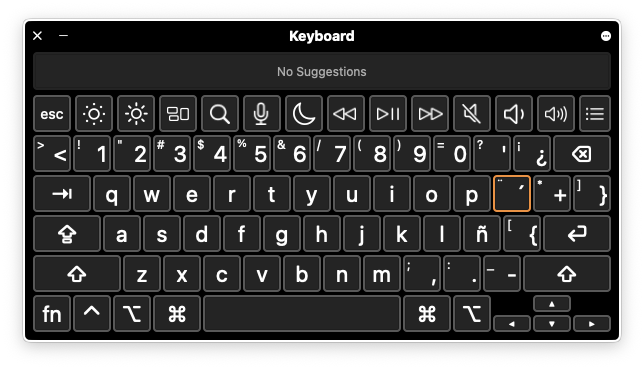 Keyboard
No Suggestions
esc
> < ! 1 " 2 # 3 $ 4 % 5 & 6 / 7 ( 8 ) 9 = 0 ? ' ¡ ¿
q w e r t y u i o p ¨ ´ * + ] }
a s d f g h j k l ñ [ {
z x c v b n m ; , : . _ -
fn ^ ⌥ ⌘ ⌘ ⌥